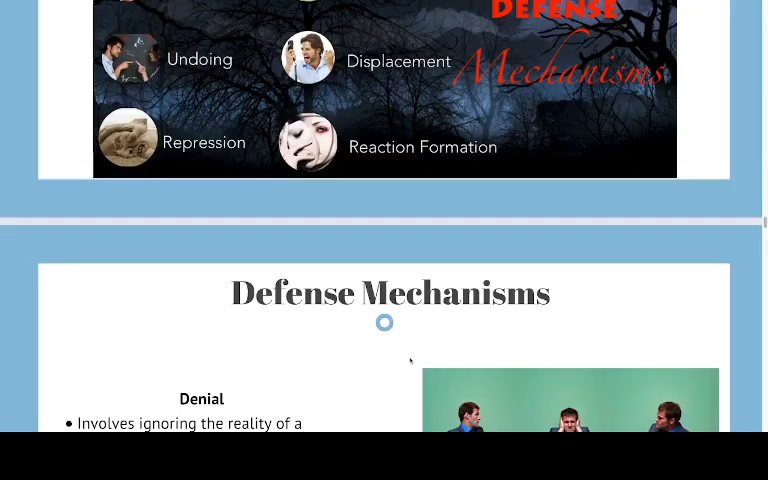 DEFENSE
Undoing
Displacement
Mechanisms
Repression
Reaction Formation
Defense Mechanisms
Denial
• Involves ignoring the reality of a